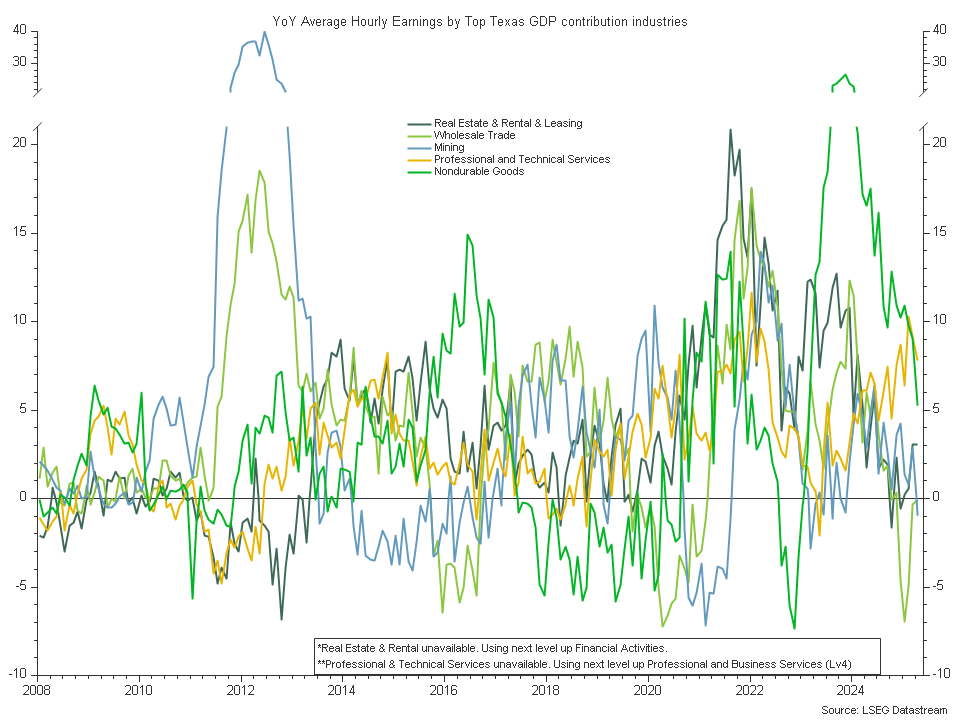 YoY Average Hourly Earnings by Top Texas GDP contribution industries
40
40
30
30
Real Estate & Rental & Leasing
Wholesale Trade
Mining
Professional and Technical Services
Nondurable Goods
20
20
15
15
10
10
5
5
0
0
-5
-5
*Real Estate & Rental unavailable. Using next level up Financial Activities.
**Professional & Technical Services unavailable. Using next level up Professional and Business Services (Lv4)
-10
-10
2008 2010 2012 2014 2016 2018 2020 2022 2024
Source: LSEG Datastream